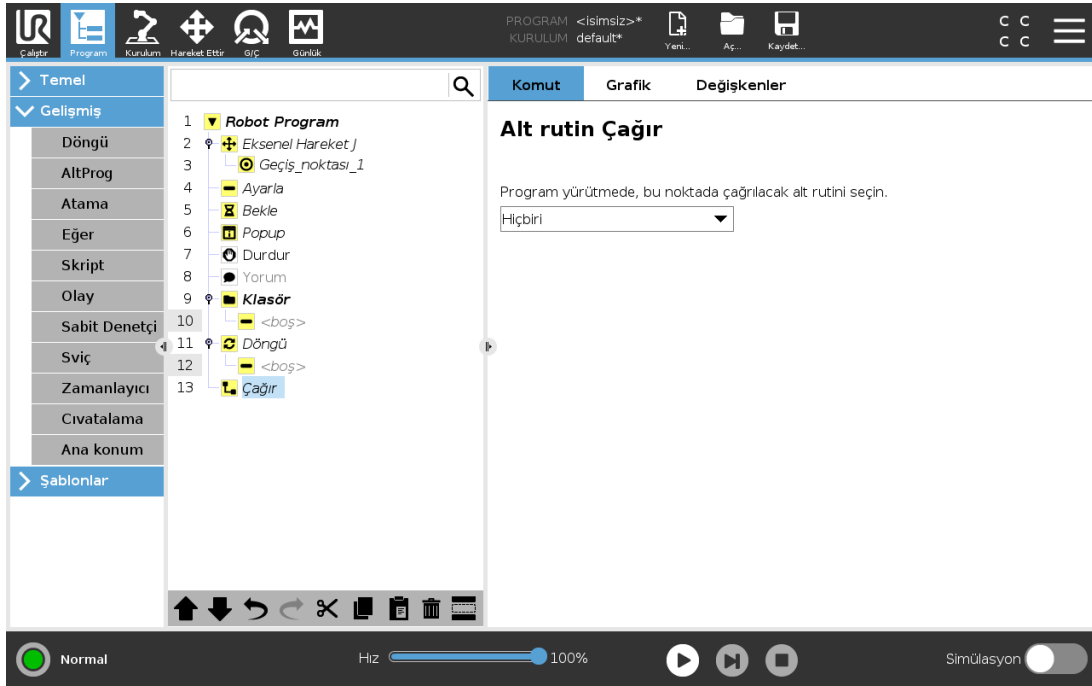 UR
PROGRAM <isimsiz>*
KURULUM default*
Çalıştır
Program
Kurulum
Hareket Ettir
G/Ç
Günlük
Yeni...
Aç...
Kaydet...
C C
C C
Temel
Gelişmiş
Döngü
AltProg
Atama
Eğer
Skript
Olay
Sabit Denetçi
Sviç
Zamanlayıcı
Cıvatalama
Ana konum
Şablonlar
1 Robot Program
2 Eksenel Hareket J
3 Geçiş_noktası_1
4 Ayarla
5 Bekle
6 Popup
7 Durdur
8 Yorum
9 Klasör
10 <boş>
11 Döngü
12 <boş>
13 Çağır
Komut Grafik Değişkenler
Alt rutin Çağır
Program yürütmede, bu noktada çağrılacak alt rutini seçin.
Hiçbiri
Normal
Hız 100%
Simülasyon